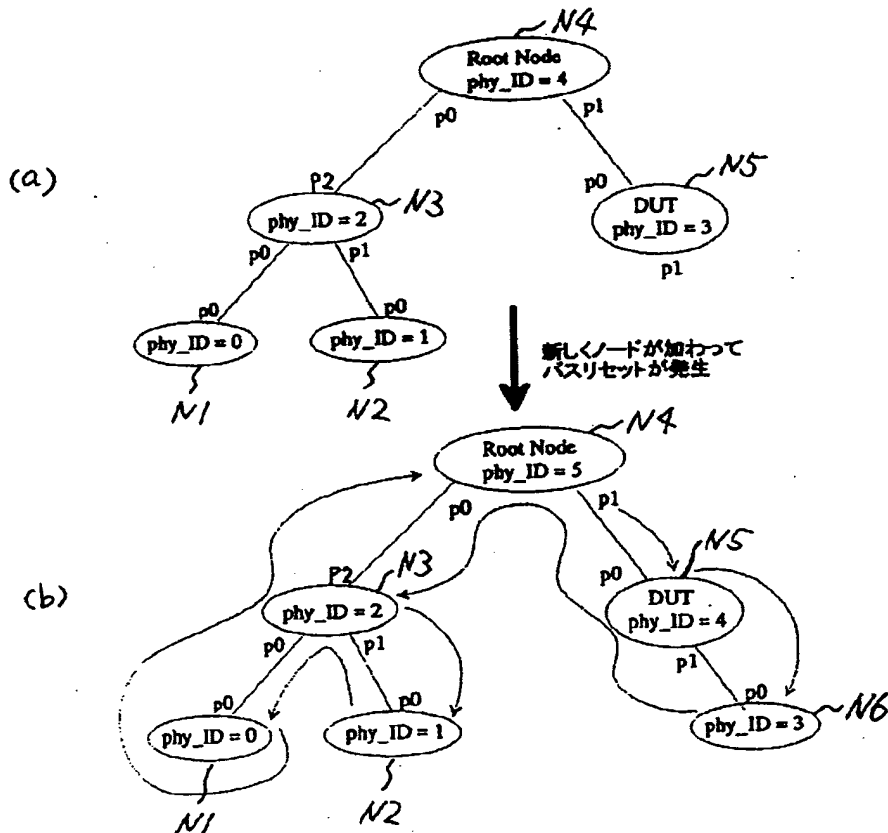 N4
Root Node
phy_ID = 4
p0
p1
(a)
P2
N3
phy_ID = 2
p0
N5
DUT
phy_ID = 3
p0
p1
p1
p0
phy_ID = 0
p0
phy_ID = 1
N1
N2
新しくノードが加わって
バスリセットが発生
N4
Root Node
phy_ID = 5
p0
p1
(b)
P2
N3
phy_ID = 2
p0
N5
DUT
phy_ID = 4
p0
p1
p1
p0
phy_ID = 0
p0
phy_ID = 1
p0
phy_ID = 3
N6
N1
N2